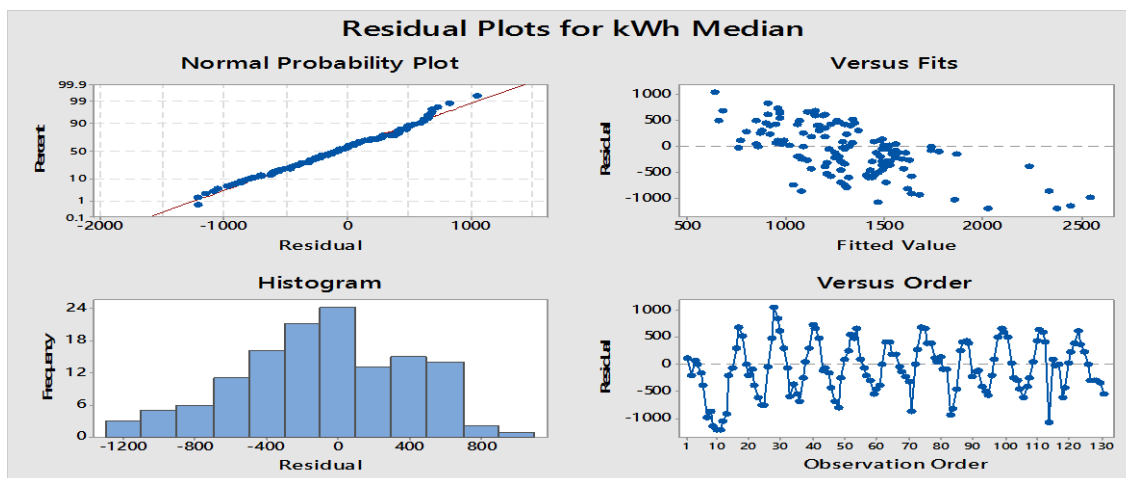 Residual Plots for kWh Median
Normal Probability Plot
99.9
99
90
50
10
1
0.1
Percent
-2000 -1000 0 1000
Residual
Versus Fits
1000
500
0
-500
-1000
Residual
500 1000 1500 2000 2500
Fitted Value
Histogram
24
18
12
6
0
Frequency
-1200 -800 -400 0 400 800
Residual
Versus Order
1000
500
0
-500
-1000
Residual
1 10 20 30 40 50 60 70 80 90 100 110 120 130
Observation Order